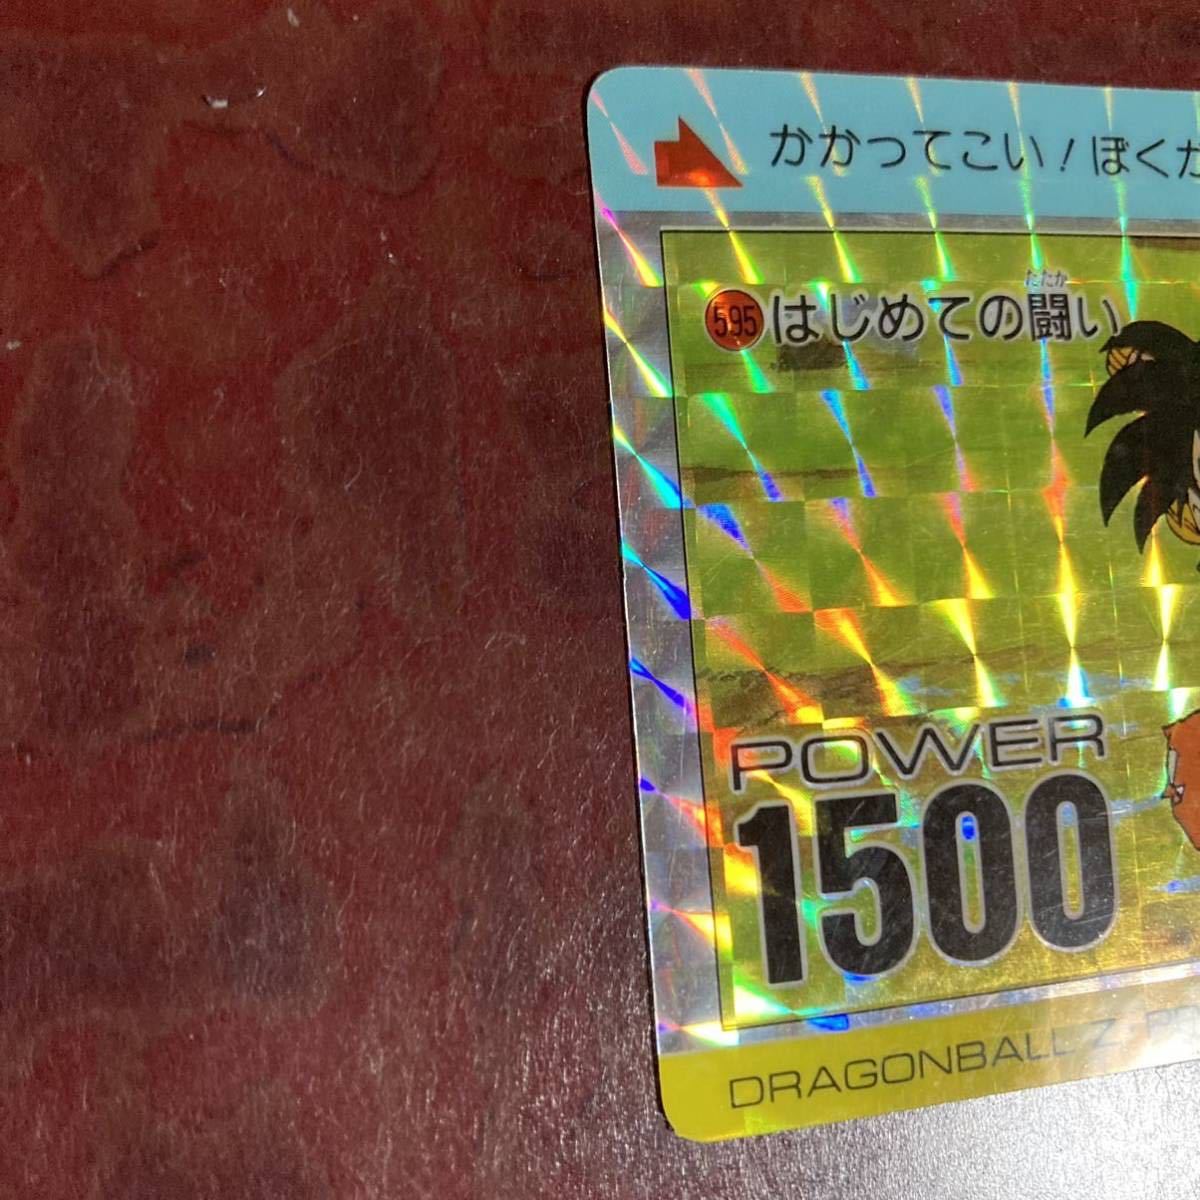 かかってこい!ぼくが
595 はじめての闘い
たたか
POWER
1500
DRAGONBALL Z